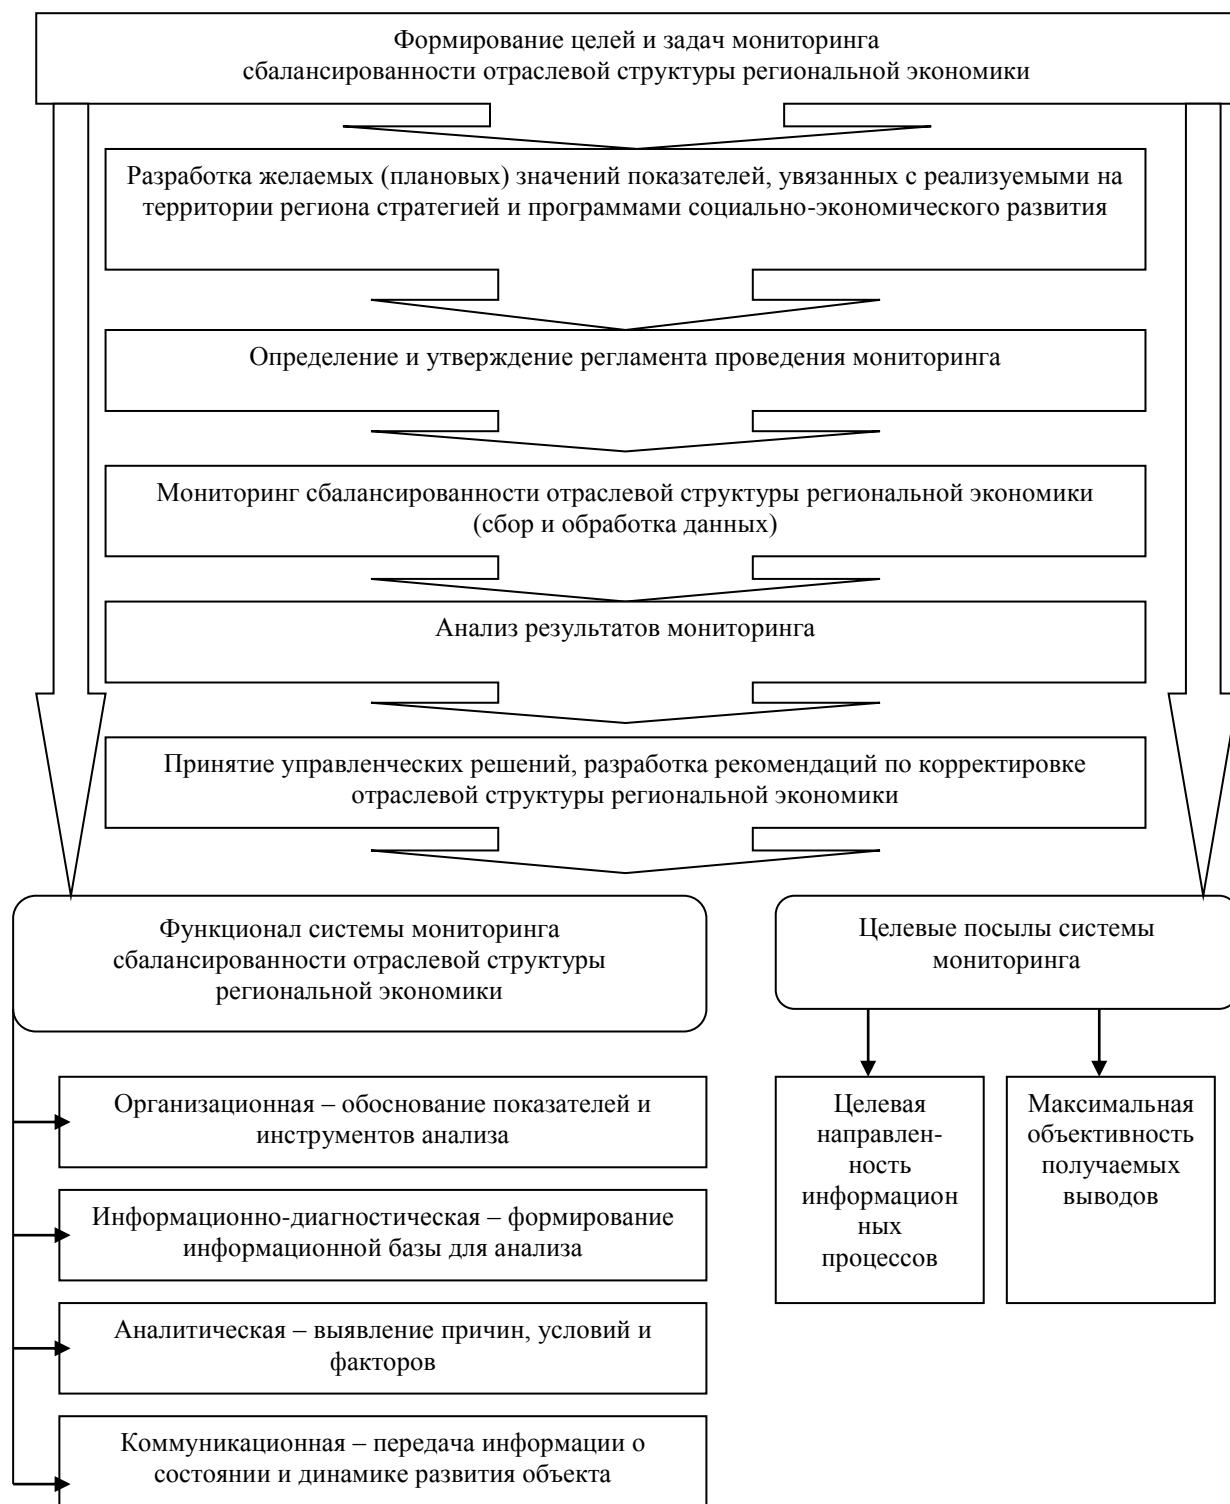 Формирование целей и задач мониторинга
сбалансированности отраслевой структуры региональной экономики
Разработка желаемых (плановых) значений показателей, увязанных с реализуемыми на
территории региона стратегией и программами социально-экономического развития
Определение и утверждение регламента проведения мониторинга
Мониторинг сбалансированности отраслевой структуры региональной экономики
(сбор и обработка данных)
Анализ результатов мониторинга
Принятие управленческих решений, разработка рекомендаций по корректировке
отраслевой структуры региональной экономики
Функционал системы мониторинга
сбалансированности отраслевой структуры
региональной экономики
Организационная – обоснование показателей и
инструментов анализа
Информационно-диагностическая – формирование
информационной базы для анализа
Аналитическая – выявление причин, условий и
факторов
Коммуникационная – передача информации о
состоянии и динамике развития объекта
Целевые посылы системы
мониторинга
Целевая
направлен-
ность
информацион
ных
процессов
Максимальная
объективность
получаемых
выводов